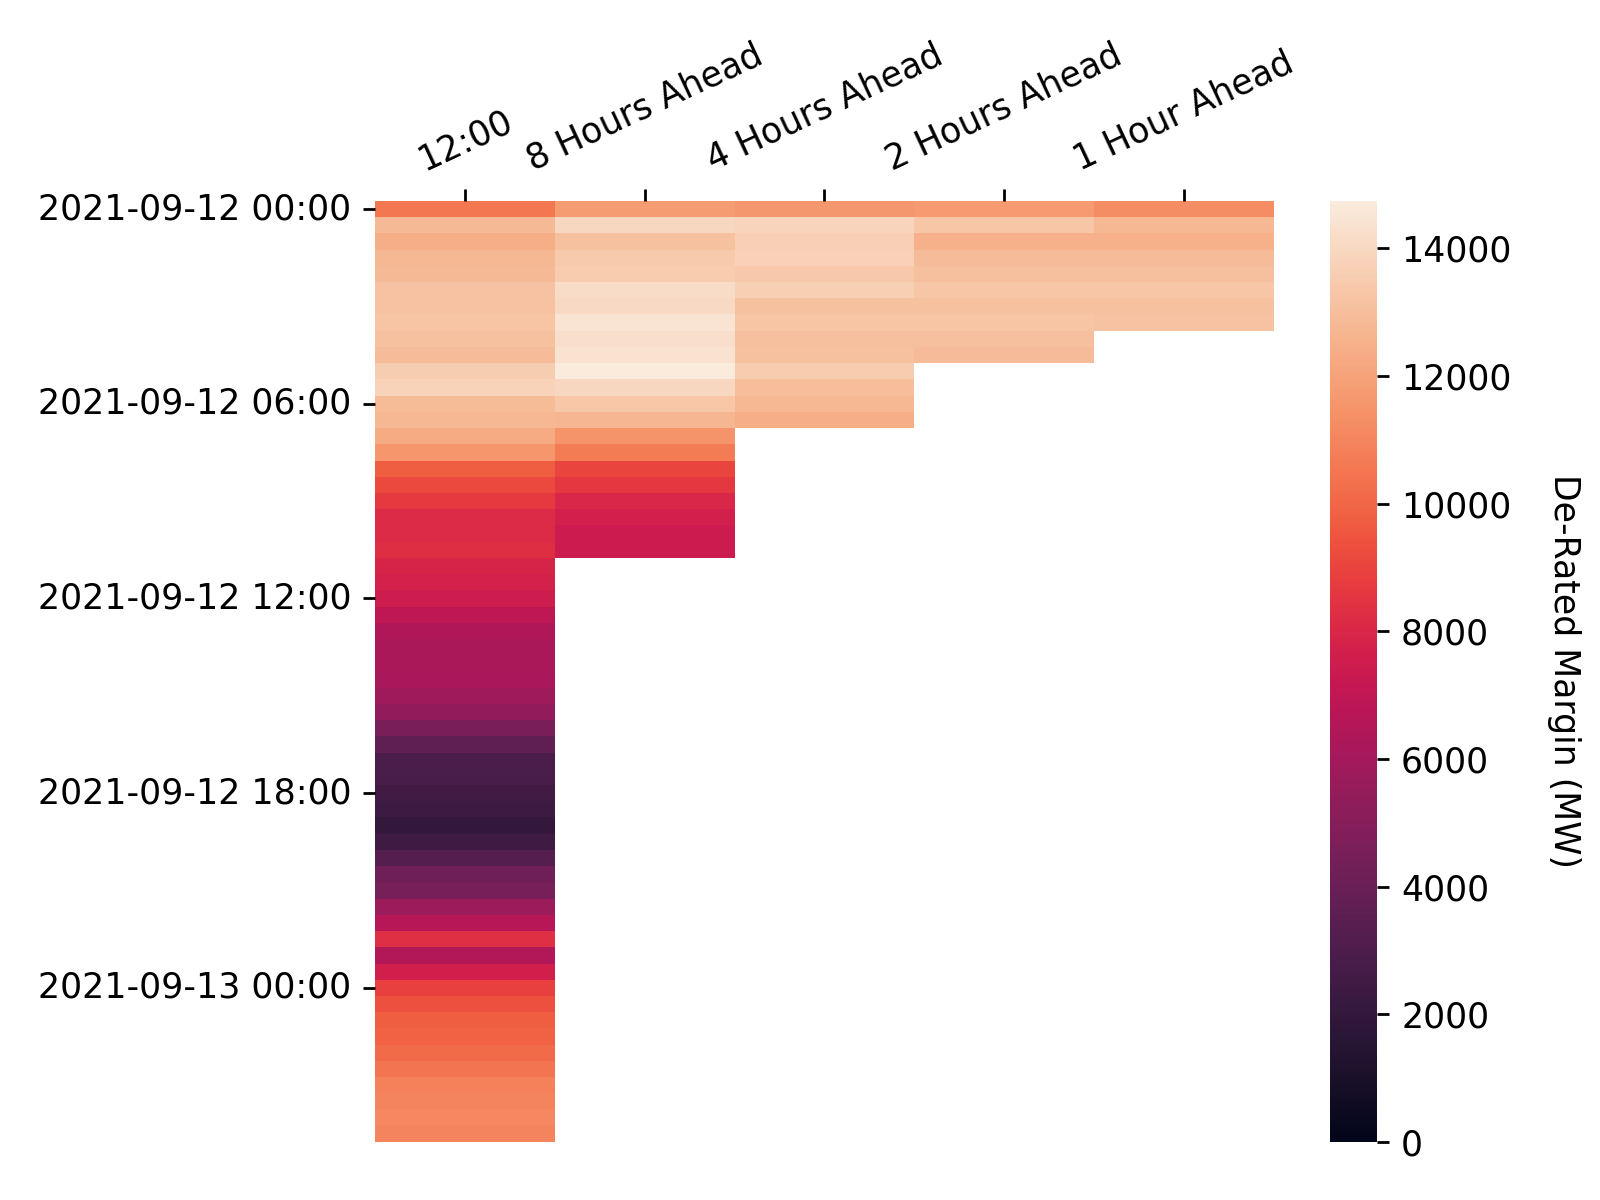 12:00
8 Hours Ahead
4 Hours Ahead
2 Hours Ahead
1 Hour Ahead
2021-09-12 00:00
2021-09-12 06:00
2021-09-12 12:00
2021-09-12 18:00
2021-09-13 00:00
14000
12000
10000
8000
6000
4000
2000
0
De-Rated Margin (MW)